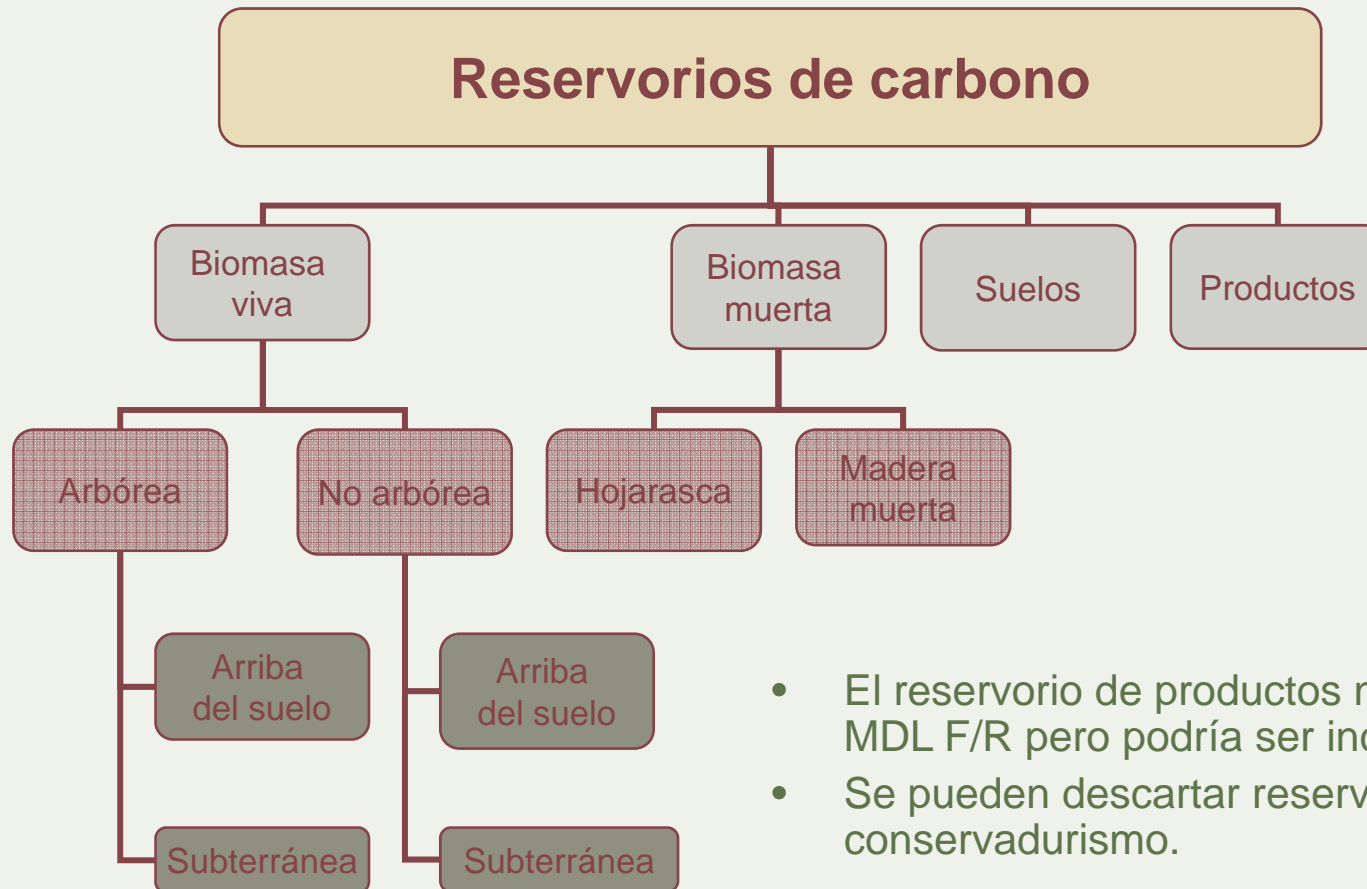 Reservorios de carbono
Biomasa
viva
Biomasa
muerta
Suelos
Productos
Arbórea
No arbórea
Hojarasca
Madera
muerta
Arriba
del suelo
Arriba
del suelo
Subterránea
Subterránea
• El reservorio de productos
MDL F/R pero podría ser
• Se pueden descartar
conservadurismo.